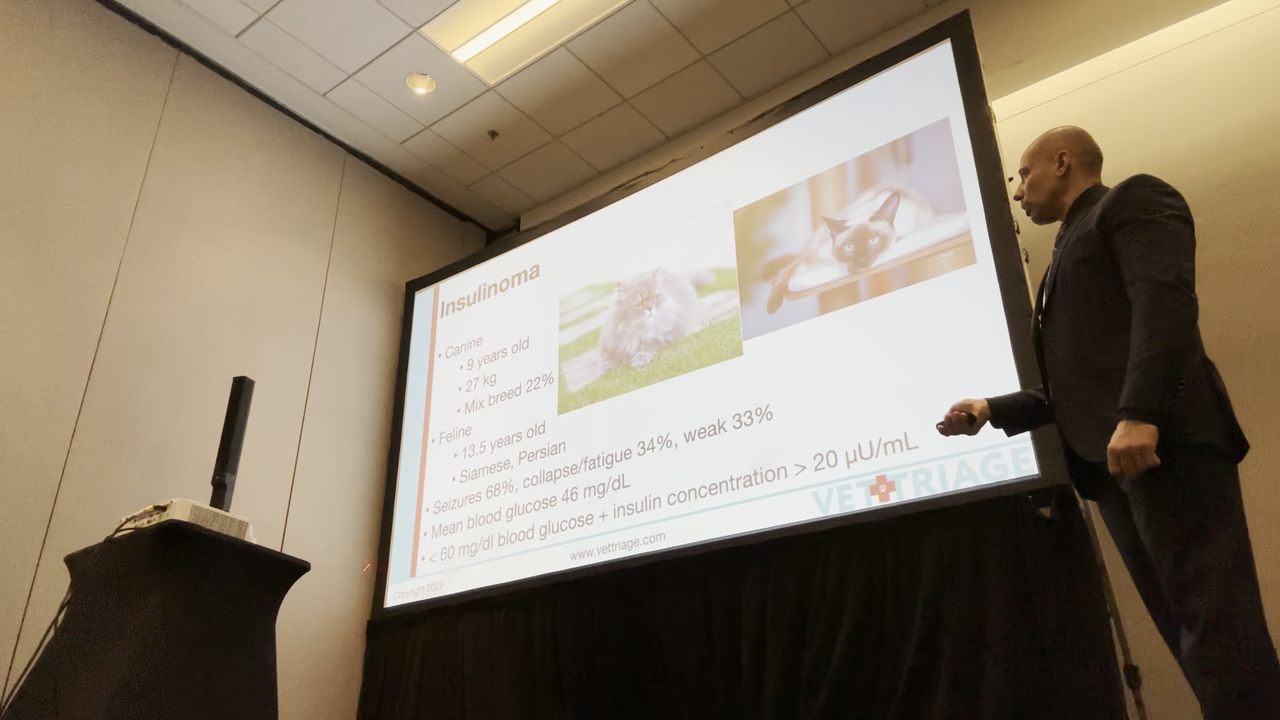 Insulinoma
• Canine
• 9 years old
• 27 kg
• Mix breed 22%
• Feline
• 13.5 years old
• Siamese, Persian
• Seizures 68%, collapse/fatigue 34%, weak 33%
• Mean blood glucose 46 mg/dL
• < 60 mg/dl blood glucose + insulin concentration > 20 µU/mL
VET TRIAGE
www.vettriage.com
Copyright 2023